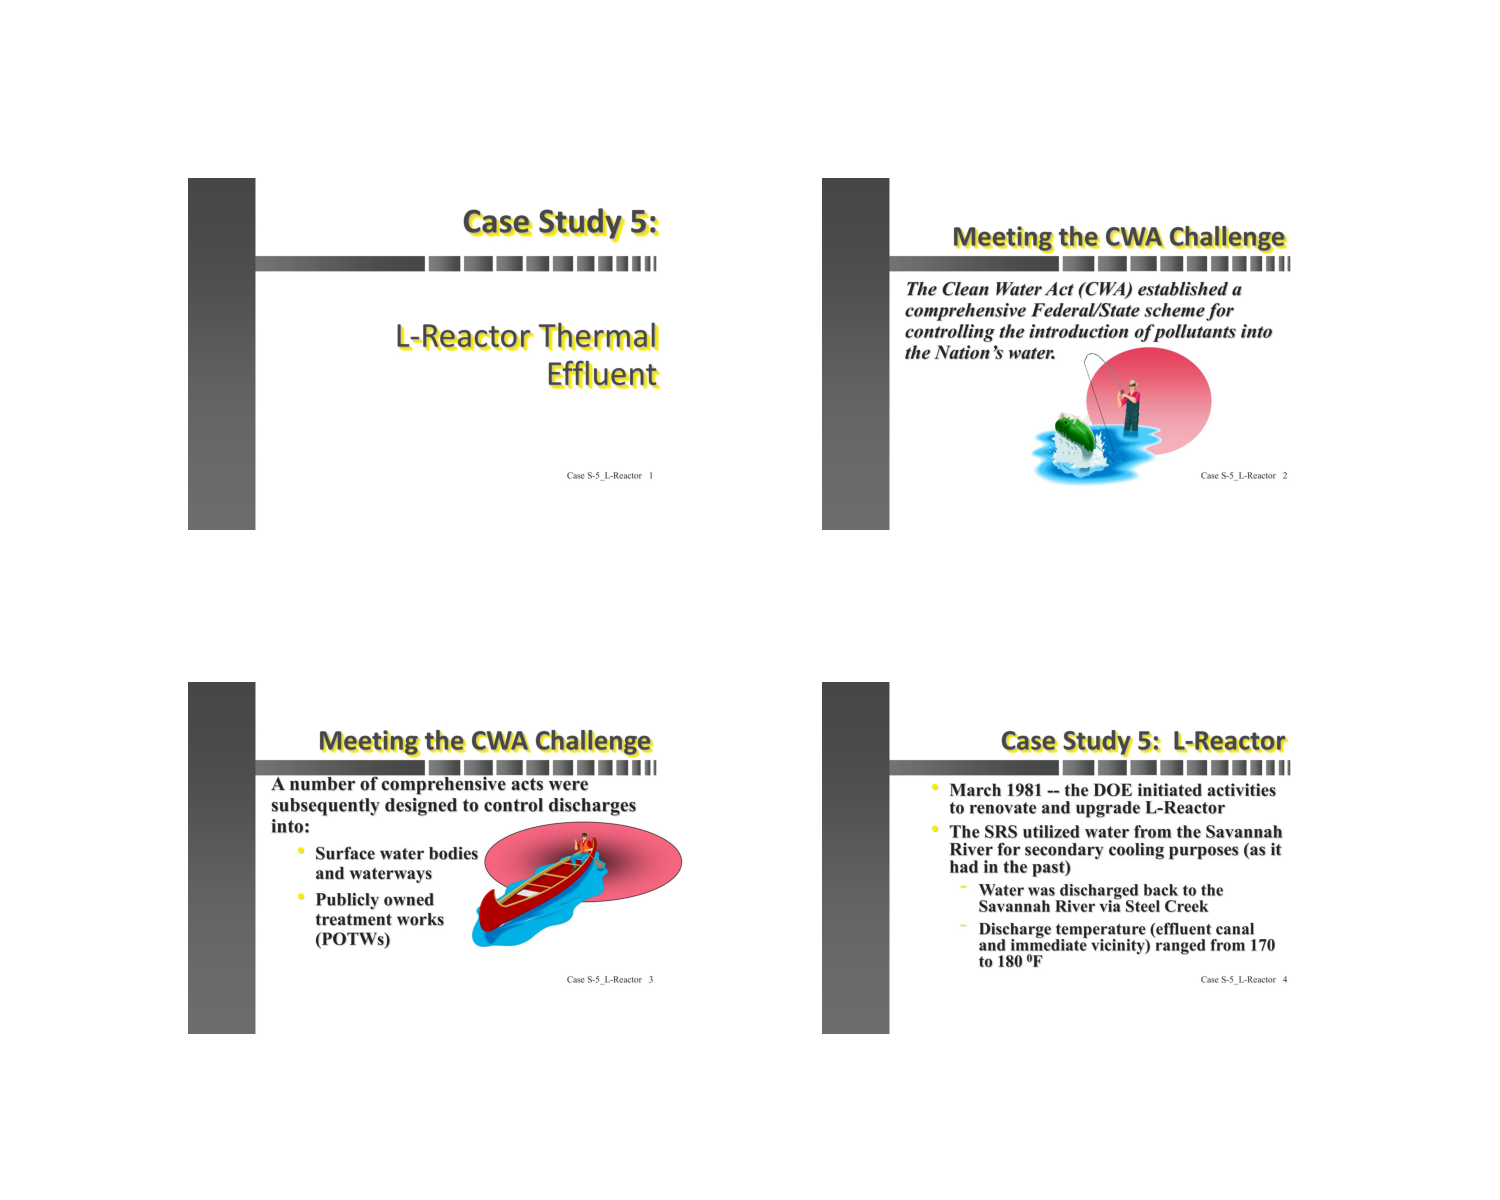 Case Study 5:
L-Reactor Thermal
Effluent
Case S-5_L-Reactor 1
Meeting the CWA Challenge
The Clean Water Act (CWA) established a
comprehensive Federal/State scheme for
controlling the introduction of pollutants into
the Nation’s water.
Case S-5_L-Reactor 2
Meeting the CWA Challenge
A number of comprehensive acts were
subsequently designed to control discharges
into:
• Surface water bodies
and waterways
• Publicly owned
treatment works
(POTWs)
Case S-5_L-Reactor 3
Case Study 5: L-Reactor
• March 1981 -- the DOE initiated activities
to renovate and upgrade L-Reactor
• The SRS utilized water from the Savannah
River for secondary cooling purposes (as it
had in the past)
- Water was discharged back to the
Savannah River via Steel Creek
- Discharge temperature (effluent canal
and immediate vicinity) ranged from 170
to 180 ⁰F
Case S-5_L-Reactor 4